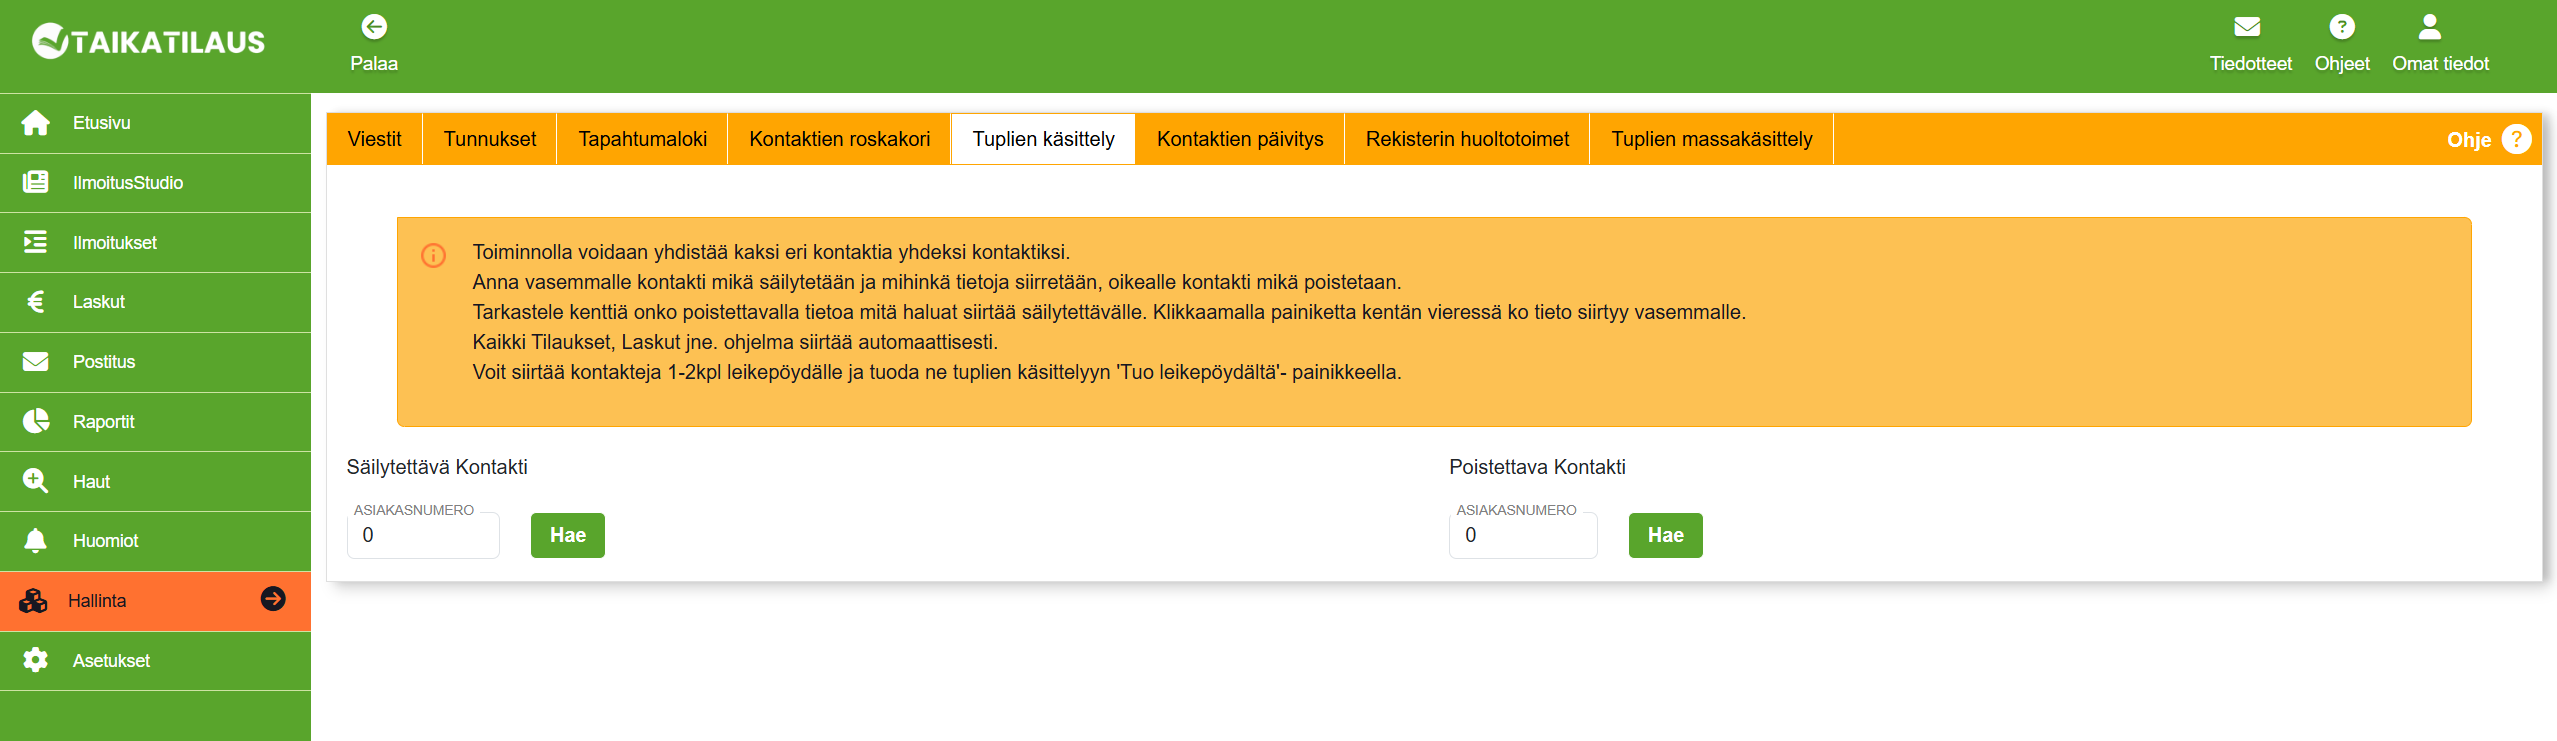 TAIKATILAUS
Palaa
Tiedotteet
Ohjeet
Omat tiedot
Etusivu
IlmoitusStudio
Ilmoitukset
Laskut
Postitus
Raportit
Haut
Huomiot
Hallinta
Asetukset
Viestit
Tunnukset
Tapahtumaloki
Kontaktien roskakori
Tuplien käsittely
Kontaktien päivitys
Rekisterin huoltotoimet
Tuplien massakäsittely
Ohje ?
Toiminnolla voidaan yhdistää kaksi eri kontaktia yhdeksi kontaktiksi.
Anna vasemmalle kontakti mikä säilytetään ja mihinkä tietoja siirretään, oikealle kontakti mikä poistetaan.
Tarkastele kenttiä onko poistettavalla tietoa mitä haluat siirtää säilytettävälle. Klikkaamalla painiketta kentän vieressä ko tieto siirtyy vasemmalle.
Kaikki Tilaukset, Laskut jne. ohjelma siirtää automaattisesti.
Voit siirtää kontakteja 1-2kpl leikepöydälle ja tuoda ne tuplien käsittelyyn 'Tuo leikepöydältä'- painikkeella.
Säilytettävä Kontakti
ASIAKASNUMERO
0
Hae
Poistettava Kontakti
ASIAKASNUMERO
0
Hae